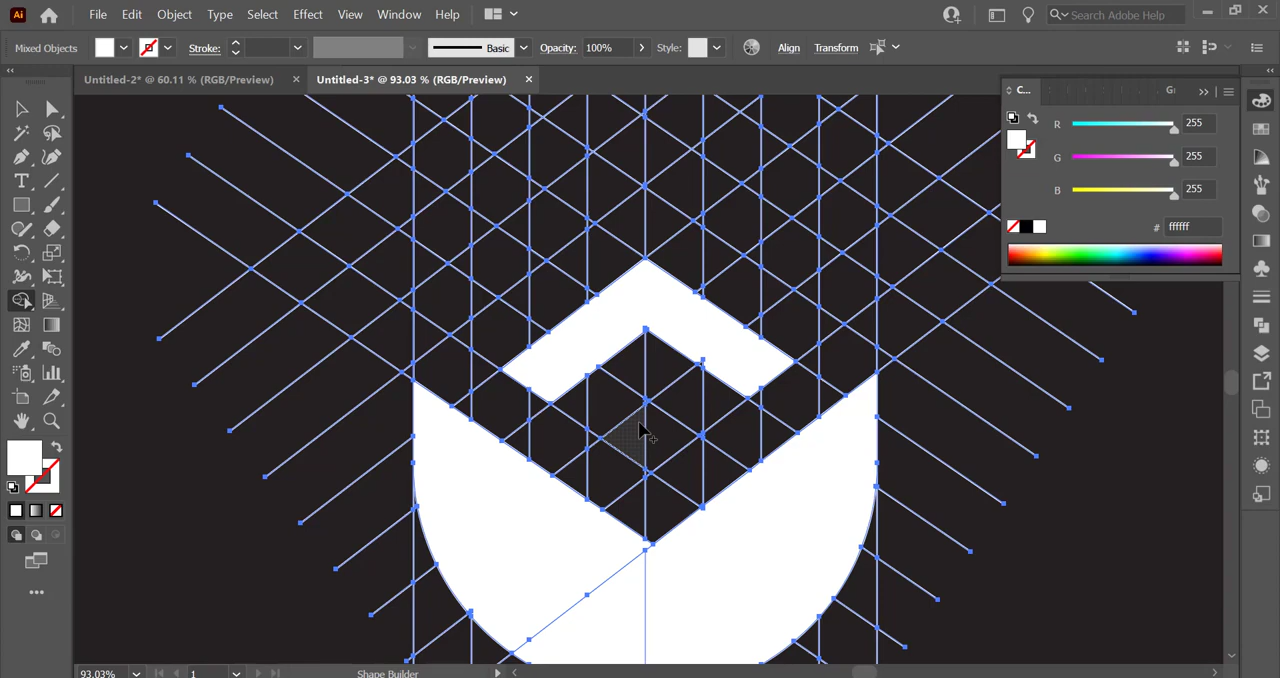 Ai File Edit Object Type Select Effect View Window Help Search Adobe Help
Mixed Objects Stroke: Basic Opacity: 100% Style: Align Transform
Untitled-2* @ 60.11 % (RGB/Preview) × Untitled-3* @ 93.03 % (RGB/Preview) ×
C...
R 255
G 255
B 255
# ffffff
93.03% 1 Shape Builder